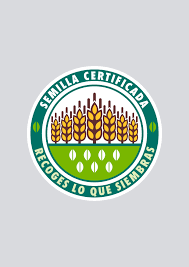 SEMILLA CERTIFICADA
RECOGES LO QUE SIEMBRAS